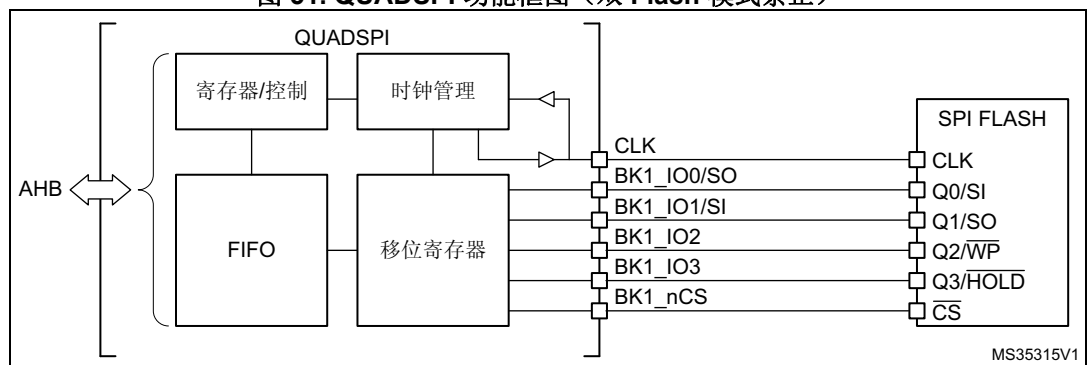 QUADSPI
寄存器/控制
时钟管理
AHB
FIFO
移位寄存器
CLK
BK1_IO0/SO
BK1_IO1/SI
BK1_IO2
BK1_IO3
BK1_nCS
SPI FLASH
CLK
Q0/SI
Q1/SO
Q2/WP
Q3/HOLD
CS
MS35315V1